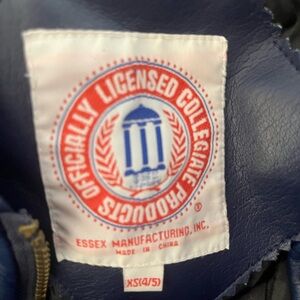 OFFICIALLY LICENSED COLLEGIATE PRODUCTS
®
ESSEX MANUFACTURING, INC.
MADE IN CHINA
XS(4/5)